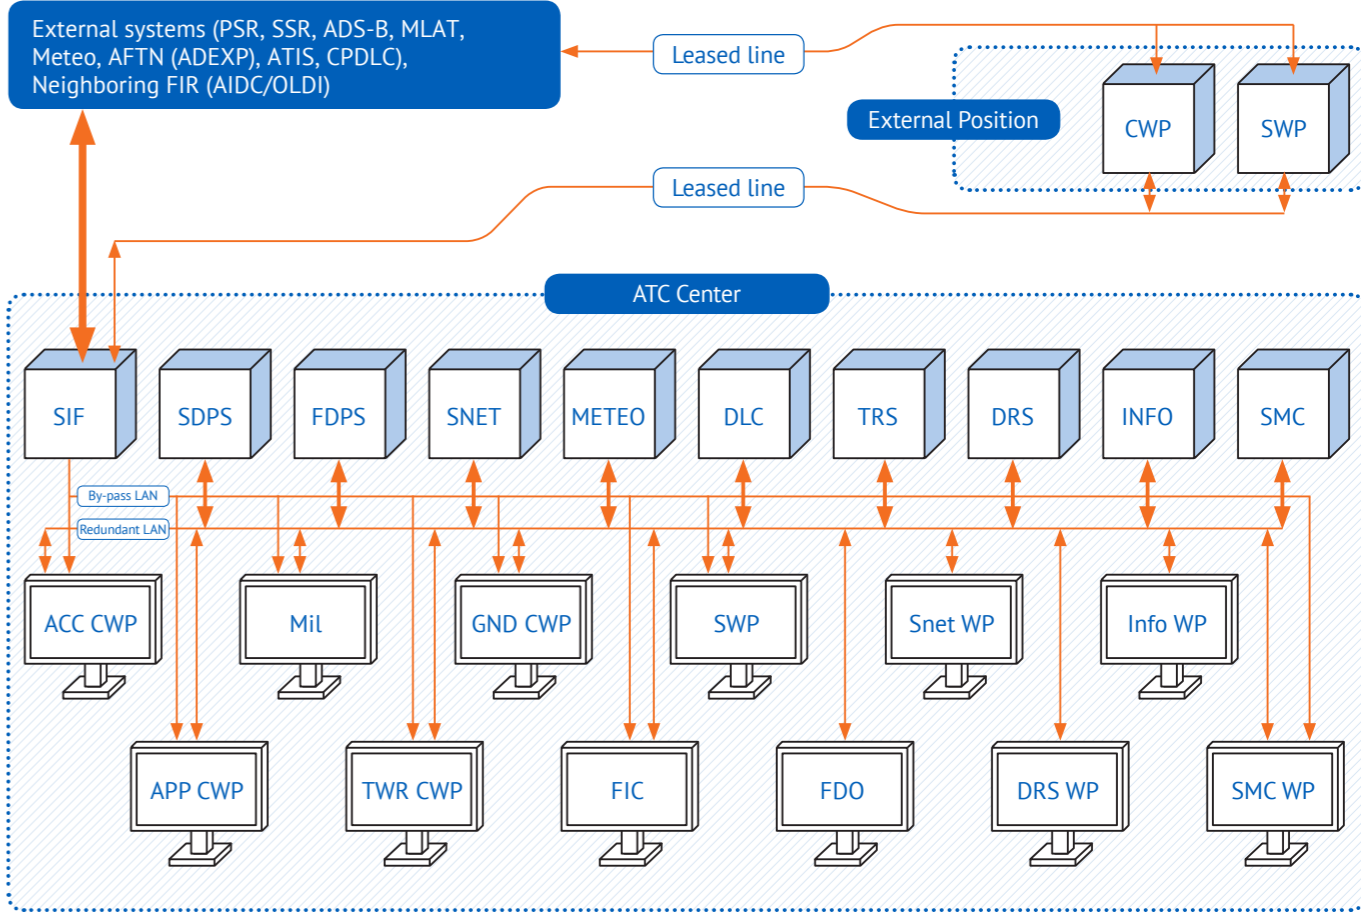 External systems (PSR, SSR, ADS-B, MLAT,
Meteo, AFTN (ADEXP), ATIS, CPDLC),
Neighboring FIR (AIDC/OLDI)
Leased line
External Position
CWP
SWP
Leased line
ATC Center
SIF
SDPS
FDPS
SNET
METEO
DLC
TRS
DRS
INFO
SMC
By-pass LAN
Redundant LAN
ACC CWP
Mil
GND CWP
SWP
Snet WP
Info WP
APP CWP
TWR CWP
FIC
FDO
DRS WP
SMC WP